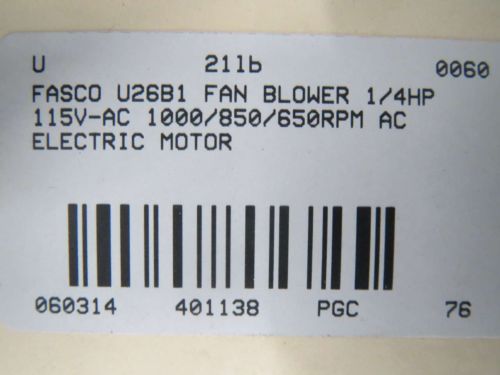 U 21lb 0060
FASCO U26B1 FAN BLOWER 1/4HP
115V-AC 1000/850/650RPM AC
ELECTRIC MOTOR
060314 401138 PGC 76